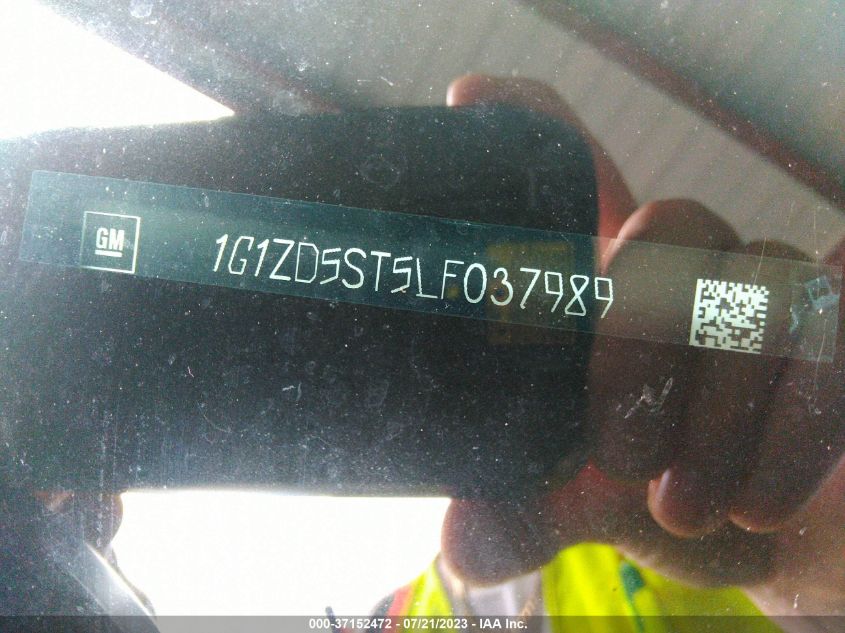 GM
1G1ZD5ST5LF037989
000-37152472 - 07/21/2023 - IAA Inc.